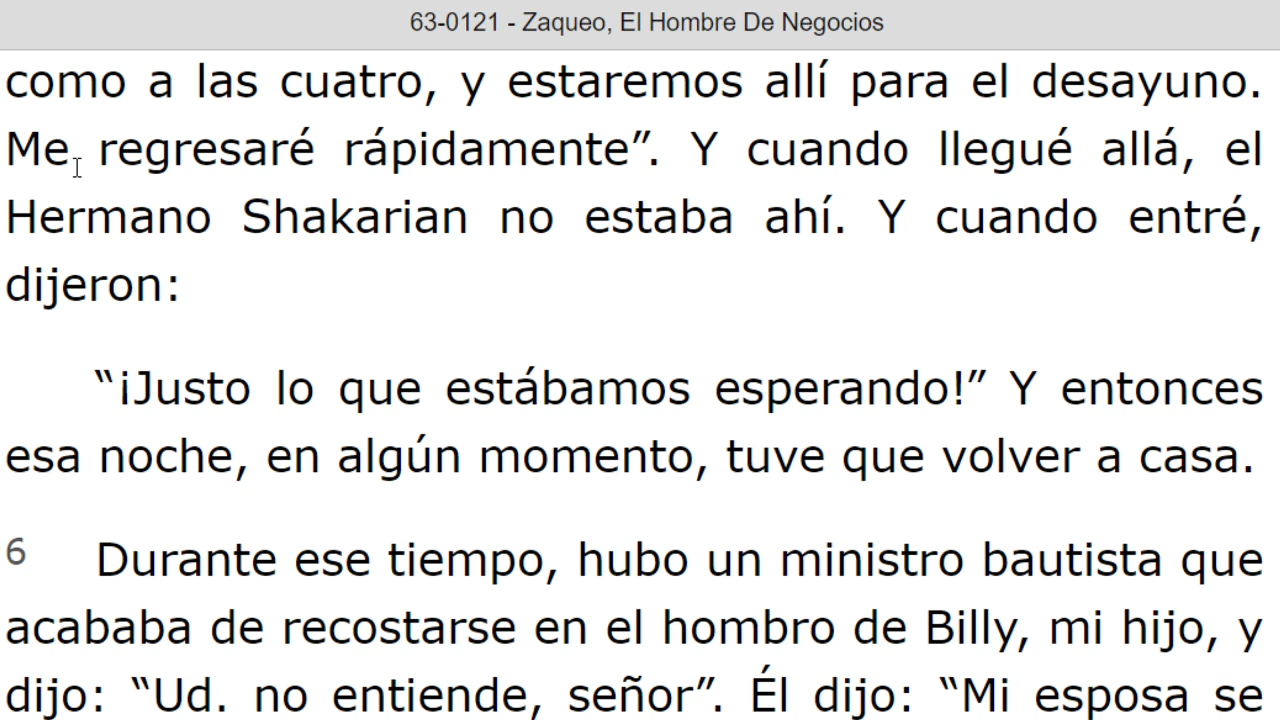 63-0121 - Zaqueo, El Hombre De Negocios
como a las cuatro, y estaremos allí para el desayuno.
Me regresaré rápidamente”. Y cuando llegué allá, el
Hermano Shakarian no estaba ahí. Y cuando entré,
dijeron:
“¡Justo lo que estábamos esperando!” Y entonces
esa noche, en algún momento, tuve que volver a casa.
6 Durante ese tiempo, hubo un ministro bautista que
acababa de recostarse en el hombro de Billy, mi hijo, y
dijo: “Ud. no entiende, señor”. Él dijo: “Mi esposa se